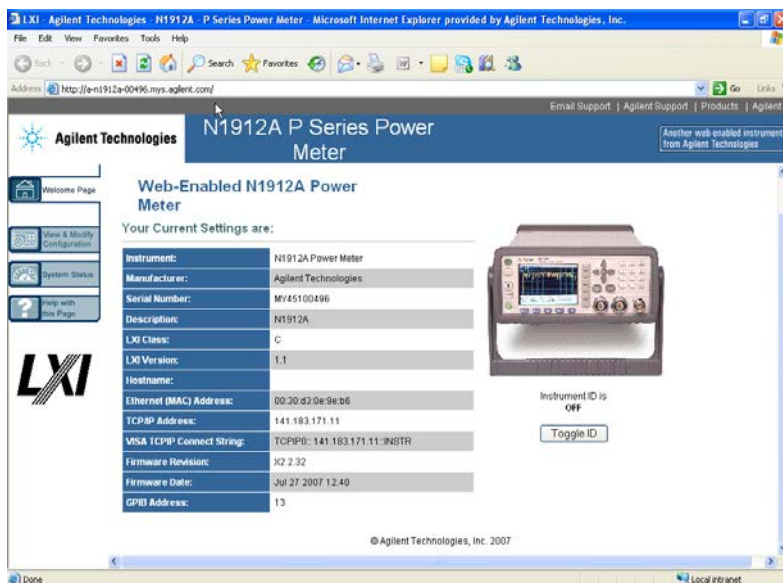 LXI - Agilent Technologies - N1912A - P Series Power Meter - Microsoft Internet Explorer provided by Agilent Technologies, Inc.
File Edit View Favorites Tools Help
Back Search Favorites
Address http://a-n1912a-00496.mys.agilent.com/ Go Links
Email Support | Agilent Support | Products | Agilent
Agilent Technologies
N1912A P Series Power Meter
Another web-enabled instrument
from Agilent Technologies
Welcome Page
View & Modify
Configuration
System Status
Help with
this Page
LXI
Web-Enabled N1912A Power
Meter
Your Current Settings are:
Instrument: N1912A Power Meter
Manufacturer: Agilent Technologies
Serial Number: MY45100496
Description: N1912A
LXI Class: C
LXI Version: 1.1
Hostname:
Ethernet (MAC) Address: 00:30:d3:0e:9e:b6
TCP/IP Address: 141.183.171.11
VISA TCPIP Connect String: TCPIP0::141.183.171.11::INSTR
Firmware Revision: X2.2.32
Firmware Date: Jul 27 2007 12:40
GPIB Address: 13
Instrument ID is
OFF
Toggle ID
© Agilent Technologies, Inc. 2007
Done
Local intranet